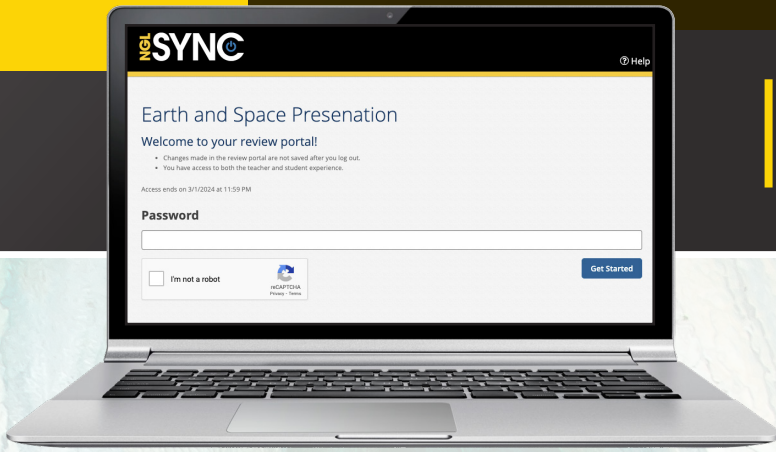 NGL SYNC
Help
Earth and Space Presenation
Welcome to your review portal!
• Changes made in the review portal are not saved after you log out.
• You have access to both the teacher and student experience.
Access ends on 3/1/2024 at 11:59 PM
Password
I'm not a robot
reCAPTCHA
Privacy - Terms
Get Started